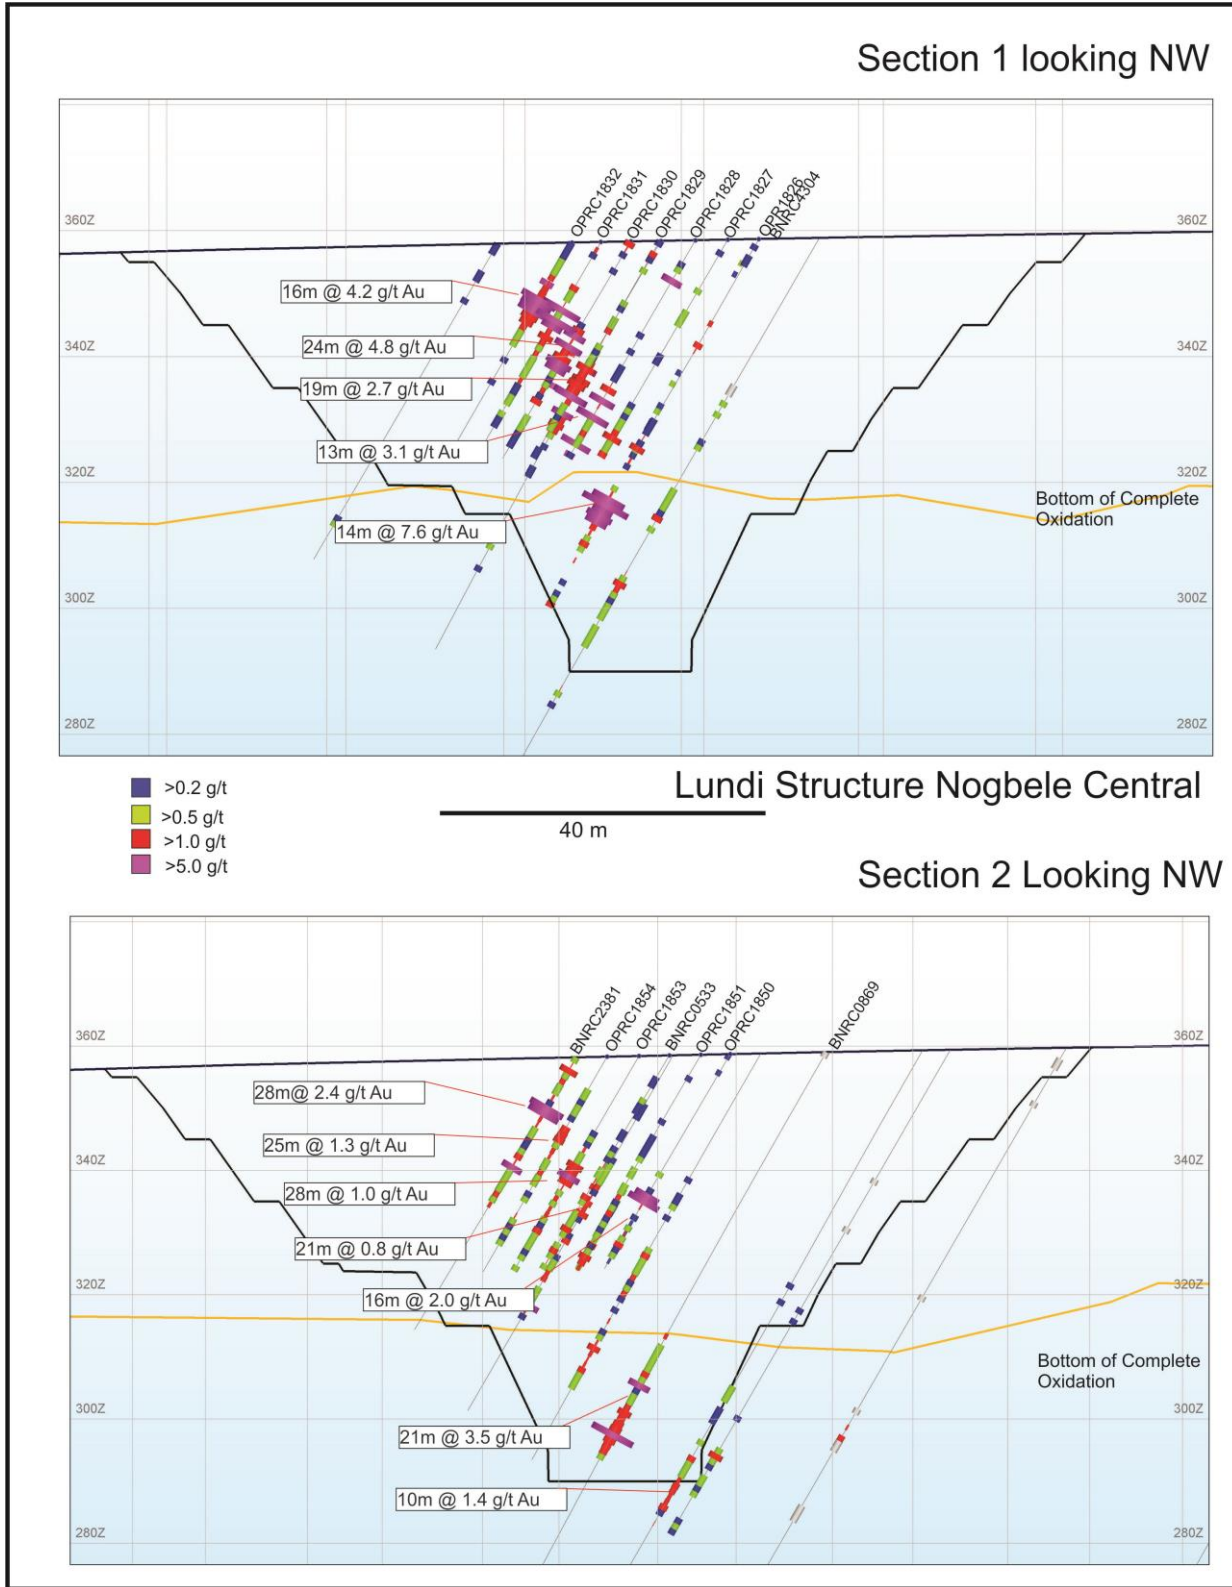 Section 1 looking NW
OPRC1832
OPRC1831
OPRC1830
OPRC1829
OPRC1828
OPRC1827
OPR1826
BNRC4304
360Z
360Z
16m @ 4.2 g/t Au
24m @ 4.8 g/t Au
340Z
340Z
19m @ 2.7 g/t Au
13m @ 3.1 g/t Au
320Z
320Z
Bottom of Complete
Oxidation
14m @ 7.6 g/t Au
300Z
300Z
280Z
280Z
>0.2 g/t
>0.5 g/t
>1.0 g/t
>5.0 g/t
Lundi Structure Nogbele Central
40 m
Section 2 Looking NW
BNRC2381
OPRC1854
OPRC1853
BNRC0533
OPRC1851
OPRC1850
BNRC0869
360Z
360Z
28m@ 2.4 g/t Au
25m @ 1.3 g/t Au
340Z
340Z
28m @ 1.0 g/t Au
21m @ 0.8 g/t Au
320Z
320Z
16m @ 2.0 g/t Au
Bottom of Complete
Oxidation
300Z
300Z
21m @ 3.5 g/t Au
10m @ 1.4 g/t Au
280Z
280Z